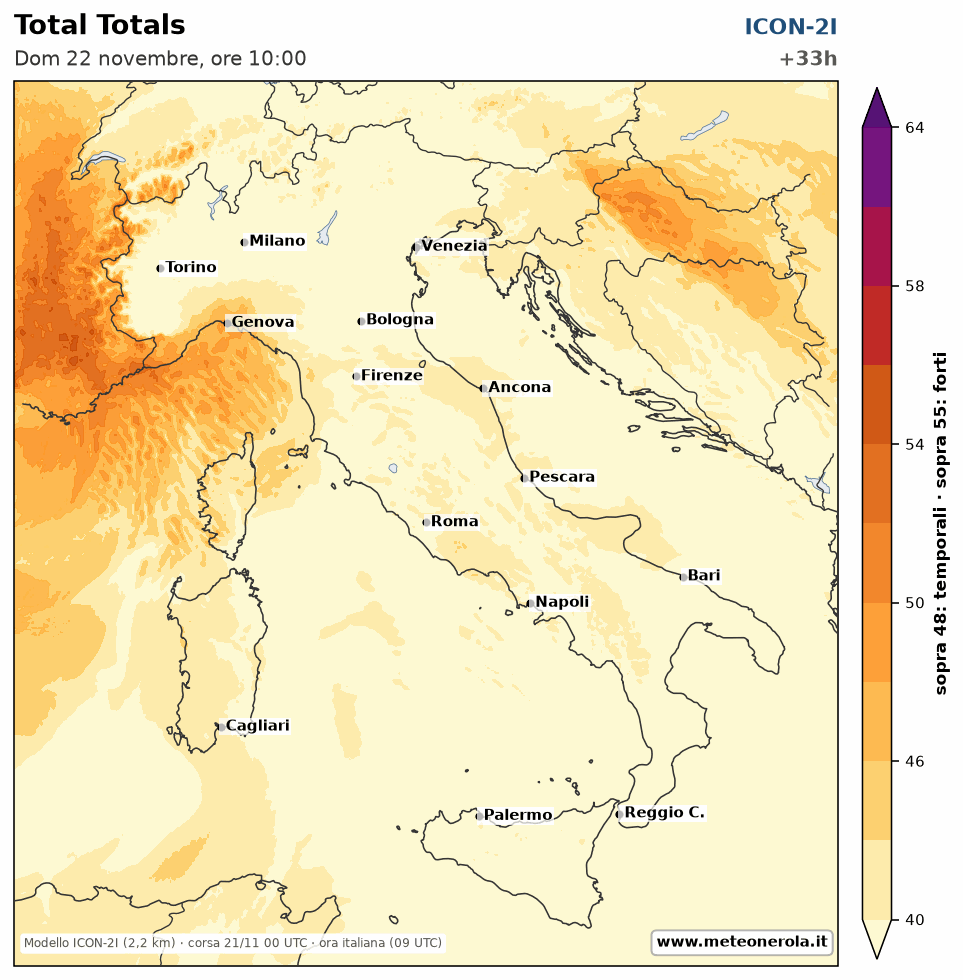 Total Totals
ICON-2I
Dom 22 novembre, ore 10:00
+33h
Milano
Venezia
Torino
Genova
Bologna
Firenze
Ancona
Pescara
Roma
Bari
Napoli
Cagliari
Palermo
Reggio C.
64
58
54
50
46
40
sopra 48: temporali · sopra 55: forti
Modello ICON-2I (2,2 km) · corsa 21/11 00 UTC · ora italiana (09 UTC)
www.meteonerola.it